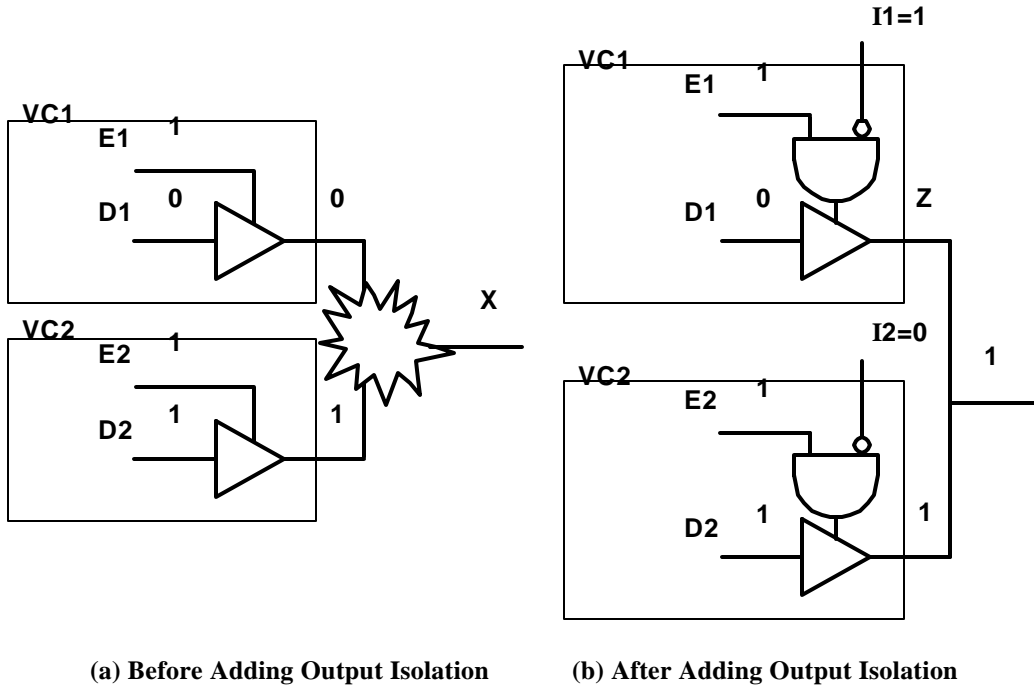 VC1
E1 1
D1 0 0
X
VC2
E2 1
D2 1 1
(a) Before Adding Output Isolation
I1=1
VC1
E1 1
D1 0 Z
I2=0
1
VC2
E2 1
D2 1 1
(b) After Adding Output Isolation